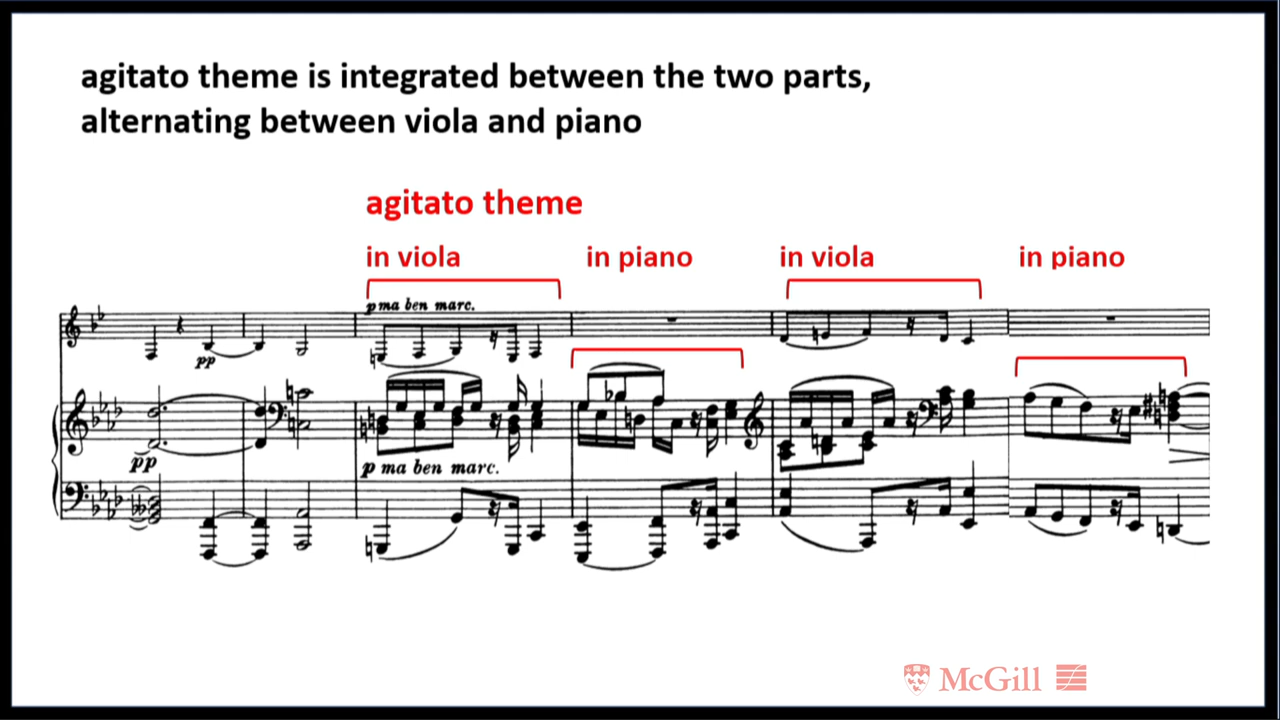 agitato theme is integrated between the two parts,
alternating between viola and piano
agitato theme
in viola
in piano
in viola
in piano
p ma ben marc.
pp
pp
p ma ben marc.
McGill